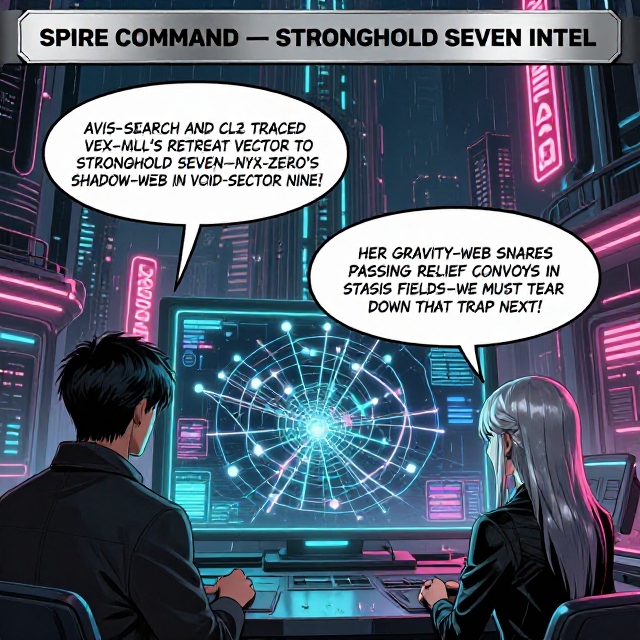 SPIRE COMMAND — STRONGHOLD SEVEN INTEL
AVIS-SEARCH AND CL2 TRACED
VEX-MLL'S RETREAT VECTOR TO
STRONGHOLD SEVEN—NYX-ZERO'S
SHADOW-WEB IN VOID-SECTOR NINE!
HER GRAVITY-WEB SNARES
PASSING RELIEF CONVOYS IN
STASIS FIELDS—WE MUST TEAR
DOWN THAT TRAP NEXT!